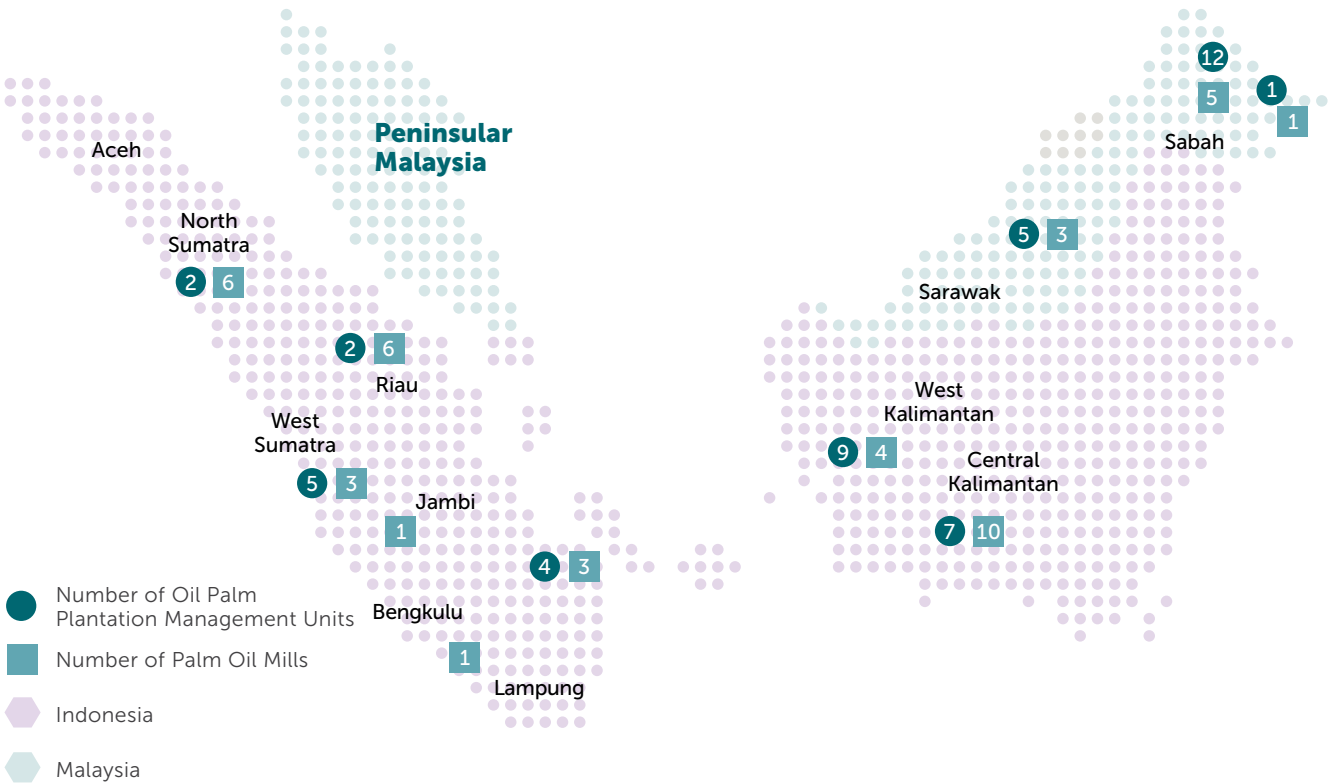 12
5
1
1
Sabah
Peninsular
Malaysia
Aceh
North
Sumatra
2
6
5
3
Sarawak
2
6
Riau
West
Kalimantan
9
4
West
Sumatra
5
3
Central
Kalimantan
7
10
Jambi
1
4
3
Bengkulu
1
Lampung
Number of Oil Palm
Plantation Management Units
Number of Palm Oil Mills
Indonesia
Malaysia